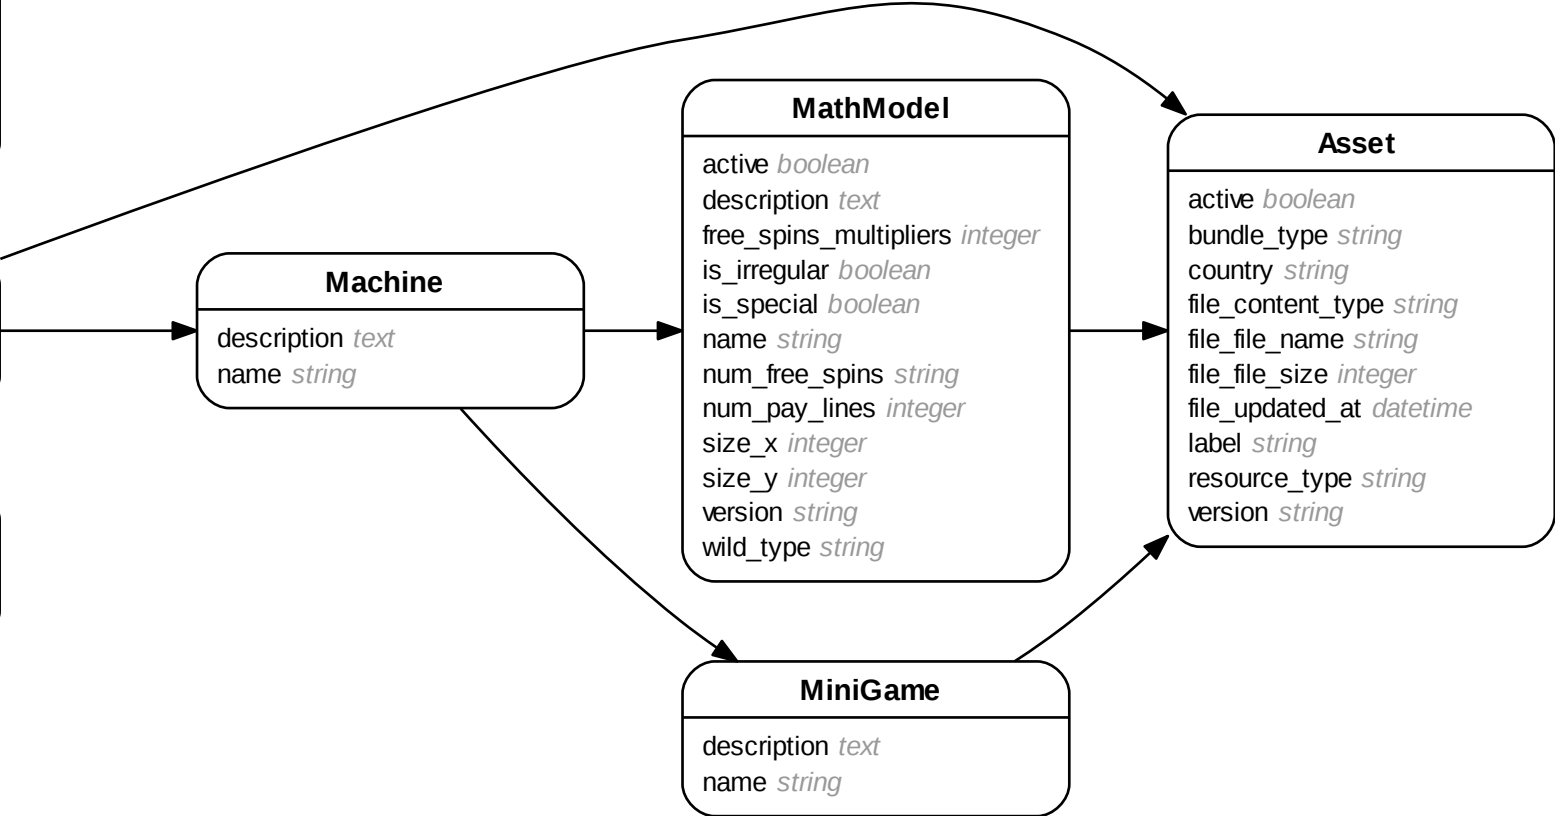 Machine
description text
name string
MathModel
active boolean
description text
free_spins_multipliers integer
is_irregular boolean
is_special boolean
name string
num_free_spins string
num_pay_lines integer
size_x integer
size_y integer
version string
wild_type string
MiniGame
description text
name string
Asset
active boolean
bundle_type string
country string
file_content_type string
file_file_name string
file_file_size integer
file_updated_at datetime
label string
resource_type string
version string